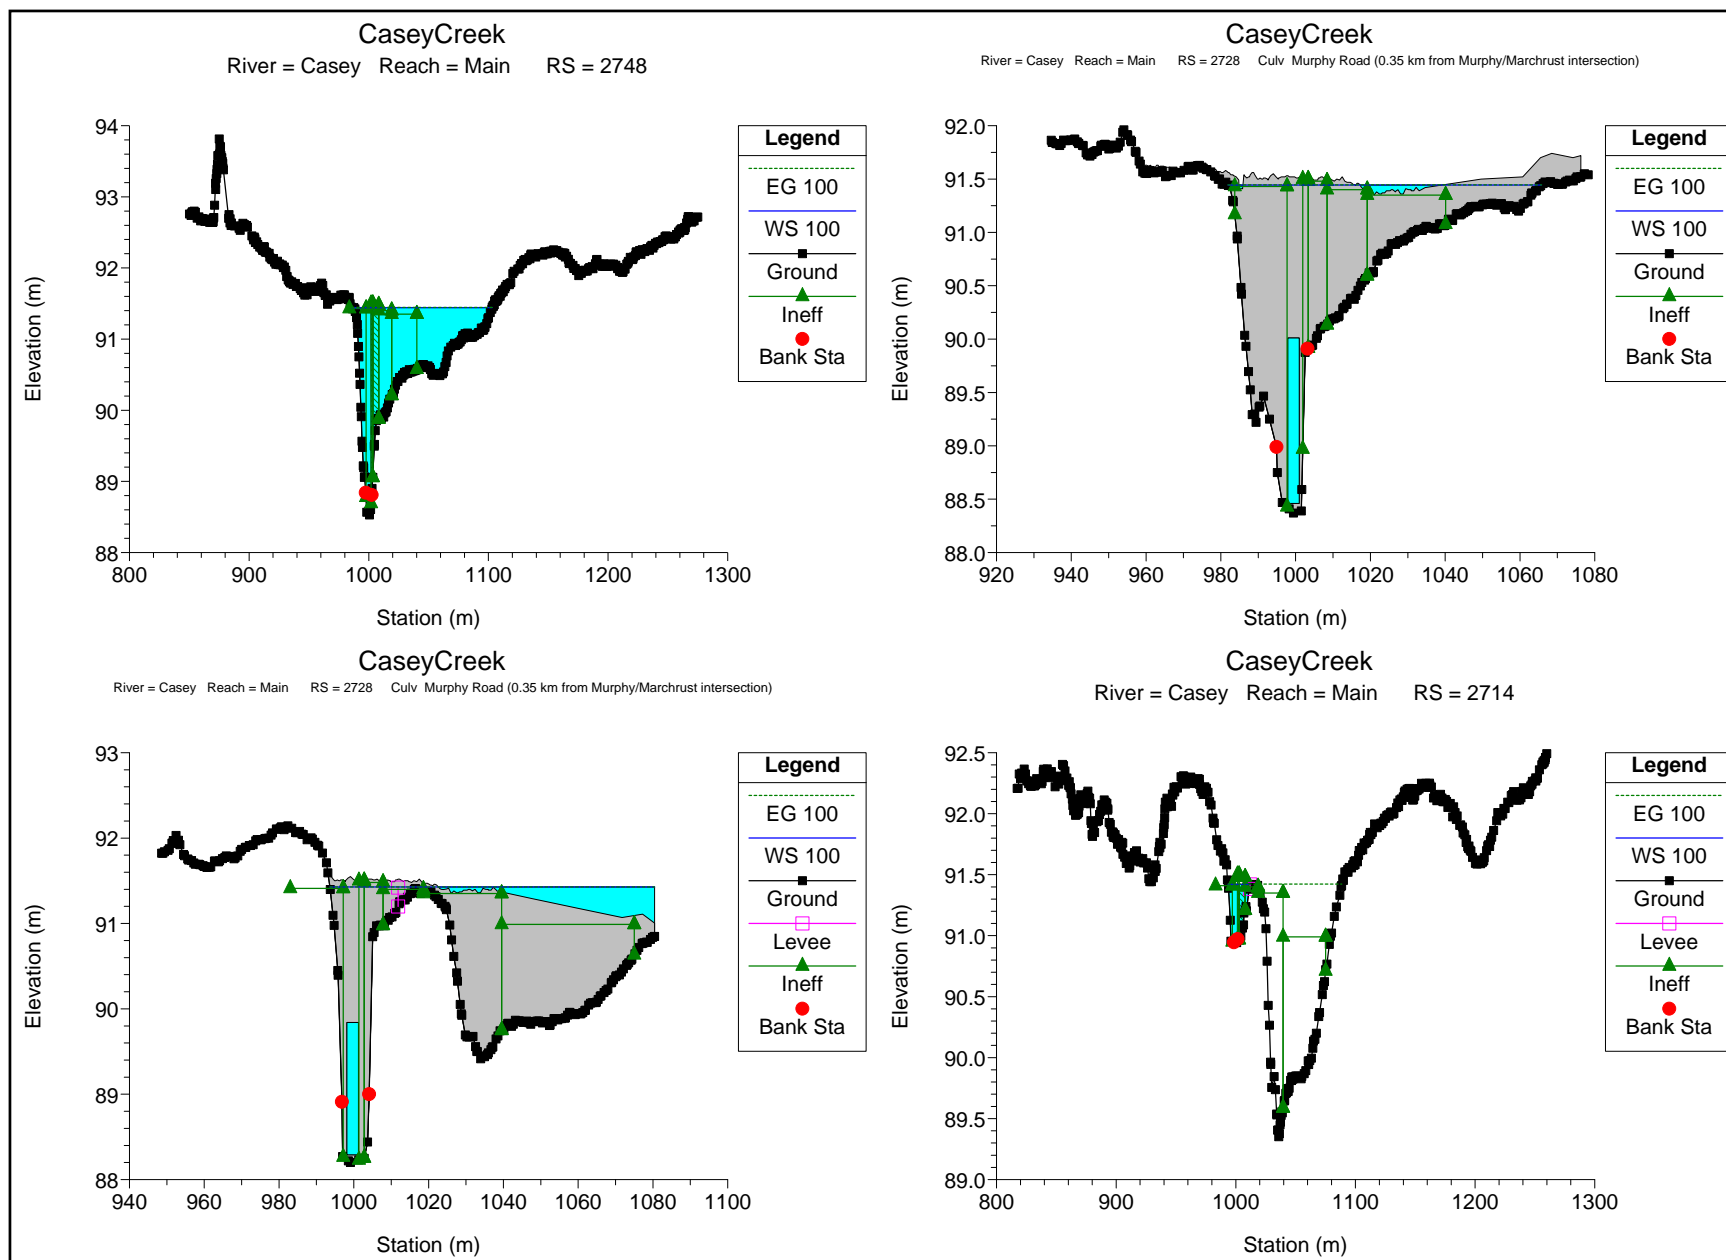 CaseyCreek
River = Casey Reach = Main RS = 2748
94
93
92
91
90
89
88
800 900 1000 1100 1200 1300
Elevation (m)
Station (m)
Legend
EG 100
WS 100
Ground
Ineff
Bank Sta
CaseyCreek
River = Casey Reach = Main RS = 2728 Culv Murphy Road (0.35 km from Murphy/Marchrust intersection)
92.0
91.5
91.0
90.5
90.0
89.5
89.0
88.5
88.0
920 940 960 980 1000 1020 1040 1060 1080
Elevation (m)
Station (m)
Legend
EG 100
WS 100
Ground
Ineff
Bank Sta
CaseyCreek
River = Casey Reach = Main RS = 2728 Culv Murphy Road (0.35 km from Murphy/Marchrust intersection)
93
92
91
90
89
88
940 960 980 1000 1020 1040 1060 1080 1100
Elevation (m)
Station (m)
Legend
EG 100
WS 100
Ground
Levee
Ineff
Bank Sta
CaseyCreek
River = Casey Reach = Main RS = 2714
92.5
92.0
91.5
91.0
90.5
90.0
89.5
89.0
800 900 1000 1100 1200 1300
Elevation (m)
Station (m)
Legend
EG 100
WS 100
Ground
Levee
Ineff
Bank Sta